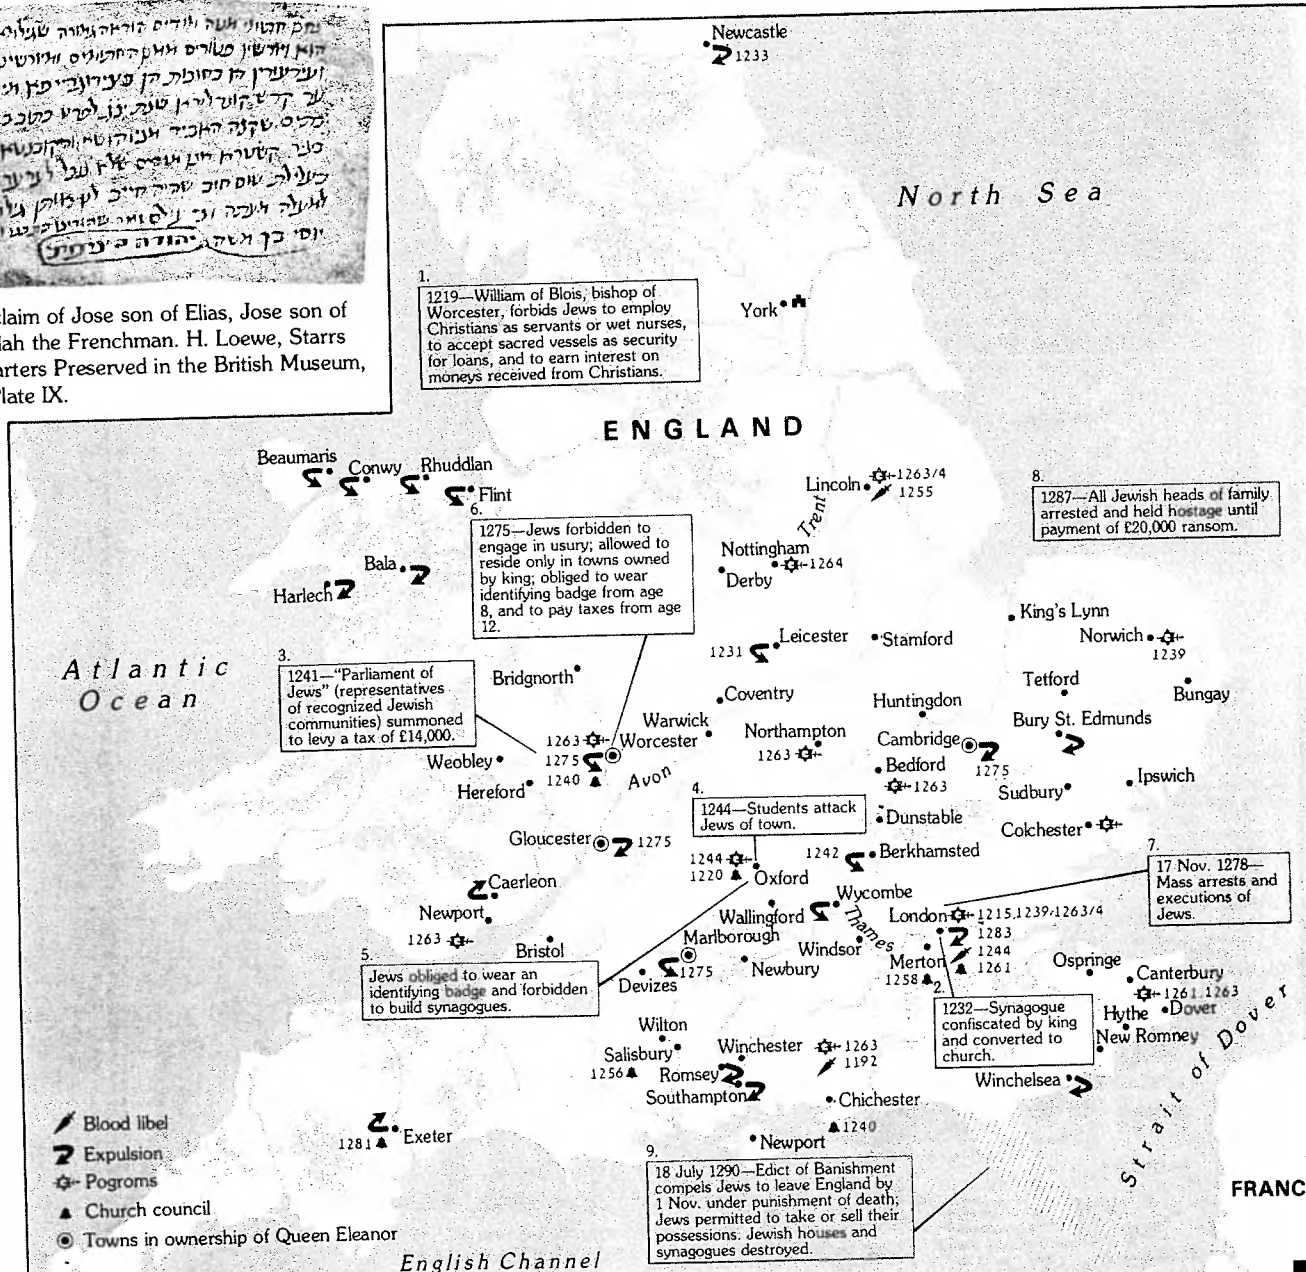 יוסי בן משה יהודה
claim of Jose son of Elias, Jose son of
iah the Frenchman. H. Loewe, Starrs
arters Preserved in the British Museum,
late IX.
Newcastle
1233
North Sea
1.
1219—William of Blois, bishop of
Worcester, forbids Jews to employ
Christians as servants or wet nurses,
to accept sacred vessels as security
for loans, and to earn interest on
moneys received from Christians.
York
ENGLAND
Beaumaris
Conwy
Rhuddlan
Flint
Lincoln
1263/4
1255
Trent
8.
1287—All Jewish heads of family
arrested and held hostage until
payment of £20,000 ransom.
6.
1275—Jews forbidden to
engage in usury; allowed to
reside only in towns owned
by king; obliged to wear
identifying badge from age
8, and to pay taxes from age
12.
Bala
Harlech
Nottingham
1264
Derby
King's Lynn
Norwich
1239
Leicester
1231
Stamford
Atlantic
Ocean
3.
1241—“Parliament of
Jews” (representatives
of recognized Jewish
communities) summoned
to levy a tax of £14,000.
Bridgnorth
Coventry
Tetford
Bungay
Huntingdon
Bury St. Edmunds
Warwick
1263
Worcester
1275
1240
Avon
Northampton
1263
Cambridge
1275
Weobley
Hereford
Bedford
1263
Sudbury
Ipswich
4.
1244—Students attack
Jews of town.
Dunstable
Colchester
Gloucester
1275
1244
1220
Oxford
1242
Berkhamsted
7.
17 Nov. 1278—
Mass arrests and
executions of
Jews.
Caerleon
Newport
1263
Bristol
Wallingford
Wycombe
Thames
London
1215,1239,1263/4
1283
1244
1261
Marlborough
1275
Windsor
Merton
1258
Devizes
Newbury
Ospringe
Canterbury
1261,1263
5.
Jews obliged to wear an
identifying badge and forbidden
to build synagogues.
2.
1232—Synagogue
confiscated by king
and converted to
church.
Hythe
Dover
New Romney
Wilton
Salisbury
1256
Winchester
1263
1192
Romsey
Southampton
Winchelsea
Strait of Dover
Chichester
1240
Newport
1281
Exeter
Blood libel
Expulsion
Pogroms
Church council
Towns in ownership of Queen Eleanor
9.
18 July 1290—Edict of Banishment
compels Jews to leave England by
1 Nov. under punishment of death;
Jews permitted to take or sell their
possessions. Jewish houses and
synagogues destroyed.
FRANC
English Channel